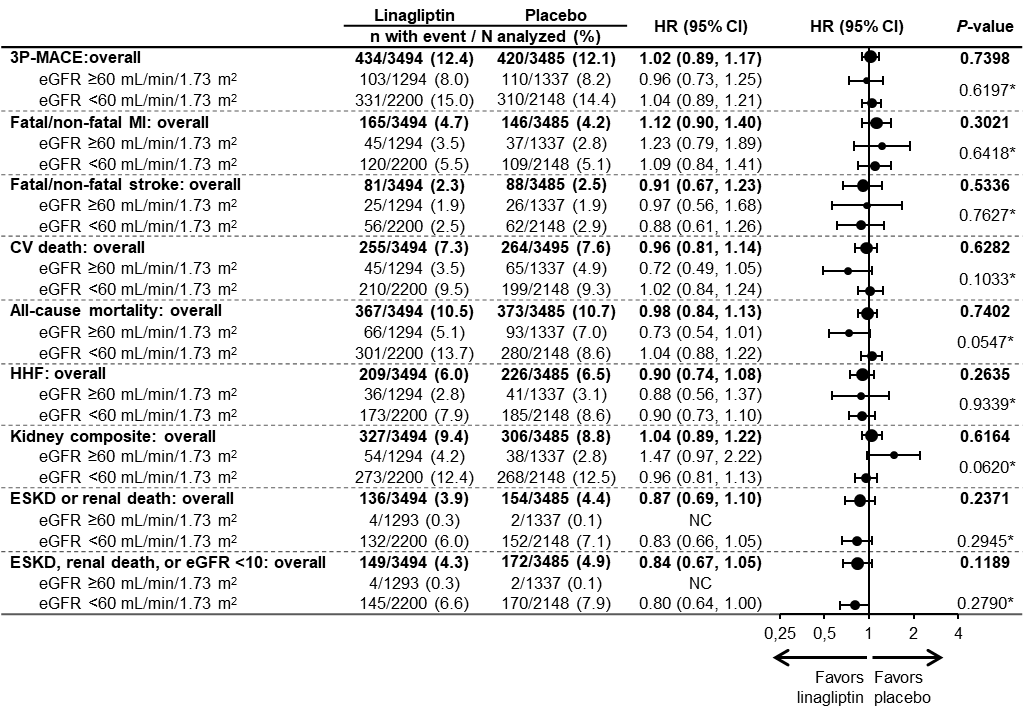 Linagliptin Placebo HR (95% CI) HR (95% CI) P-value
n with event / N analyzed (%)
3P-MACE:overall 434/3494 (12.4) 420/3485 (12.1) 1.02 (0.89, 1.17) 0.7398
eGFR ≥60 mL/min/1.73 m2 103/1294 (8.0) 110/1337 (8.2) 0.96 (0.73, 1.25) 0.6197*
eGFR <60 mL/min/1.73 m2 331/2200 (15.0) 310/2148 (14.4) 1.04 (0.89, 1.21)
Fatal/non-fatal MI: overall 165/3494 (4.7) 146/3485 (4.2) 1.12 (0.90, 1.40) 0.3021
eGFR ≥60 mL/min/1.73 m2 45/1294 (3.5) 37/1337 (2.8) 1.23 (0.79, 1.89) 0.6418*
eGFR <60 mL/min/1.73 m2 120/2200 (5.5) 109/2148 (5.1) 1.09 (0.84, 1.41)
Fatal/non-fatal stroke: overall 81/3494 (2.3) 88/3485 (2.5) 0.91 (0.67, 1.23) 0.5336
eGFR ≥60 mL/min/1.73 m2 25/1294 (1.9) 26/1337 (1.9) 0.97 (0.56, 1.68) 0.7627*
eGFR <60 mL/min/1.73 m2 56/2200 (2.5) 62/2148 (2.9) 0.88 (0.61, 1.26)
CV death: overall 255/3494 (7.3) 264/3495 (7.6) 0.96 (0.81, 1.14) 0.6282
eGFR ≥60 mL/min/1.73 m2 45/1294 (3.5) 65/1337 (4.9) 0.72 (0.49, 1.05) 0.1033*
eGFR <60 mL/min/1.73 m2 210/2200 (9.5) 199/2148 (9.3) 1.02 (0.84, 1.24)
All-cause mortality: overall 367/3494 (10.5) 373/3485 (10.7) 0.98 (0.84, 1.13) 0.7402
eGFR ≥60 mL/min/1.73 m2 66/1294 (5.1) 93/1337 (7.0) 0.73 (0.54, 1.01) 0.0547*
eGFR <60 mL/min/1.73 m2 301/2200 (13.7) 280/2148 (8.6) 1.04 (0.88, 1.22)
HHF: overall 209/3494 (6.0) 226/3485 (6.5) 0.90 (0.74, 1.08) 0.2635
eGFR ≥60 mL/min/1.73 m2 36/1294 (2.8) 41/1337 (3.1) 0.88 (0.56, 1.37) 0.9339*
eGFR <60 mL/min/1.73 m2 173/2200 (7.9) 185/2148 (8.6) 0.90 (0.73, 1.10)
Kidney composite: overall 327/3494 (9.4) 306/3485 (8.8) 1.04 (0.89, 1.22) 0.6164
eGFR ≥60 mL/min/1.73 m2 54/1294 (4.2) 38/1337 (2.8) 1.47 (0.97, 2.22) 0.0620*
eGFR <60 mL/min/1.73 m2 273/2200 (12.4) 268/2148 (12.5) 0.96 (0.81, 1.13)
ESKD or renal death: overall 136/3494 (3.9) 154/3485 (4.4) 0.87 (0.69, 1.10) 0.2371
eGFR ≥60 mL/min/1.73 m2 4/1293 (0.3) 2/1337 (0.1) NC
eGFR <60 mL/min/1.73 m2 132/2200 (6.0) 152/2148 (7.1) 0.83 (0.66, 1.05) 0.2945*
ESKD, renal death, or eGFR <10: overall 149/3494 (4.3) 172/3485 (4.9) 0.84 (0.67, 1.05) 0.1189
eGFR ≥60 mL/min/1.73 m2 4/1293 (0.3) 2/1337 (0.1) NC
eGFR <60 mL/min/1.73 m2 145/2200 (6.6) 170/2148 (7.9) 0.80 (0.64, 1.00) 0.2790*
0,25 0,5 1 2 4
Favors Favors
linagliptin placebo